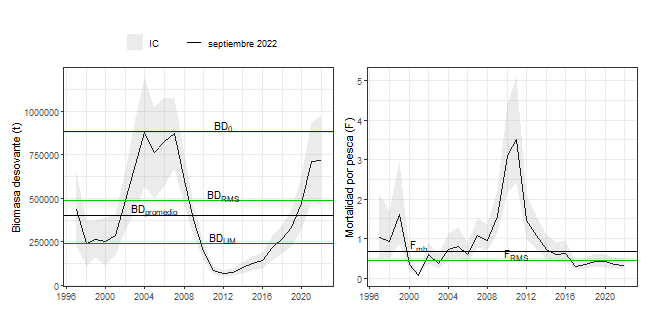 IC septiembre 2022
Biomasa desovante (t)
1000000
750000
500000
250000
0
BD0
BDRMS
BDpromedio
BDLIM
1996 2000 2004 2008 2012 2016 2020
Mortalidad por pesca (F)
5
4
3
2
1
0
Fmh
FRMS
1996 2000 2004 2008 2012 2016 2020